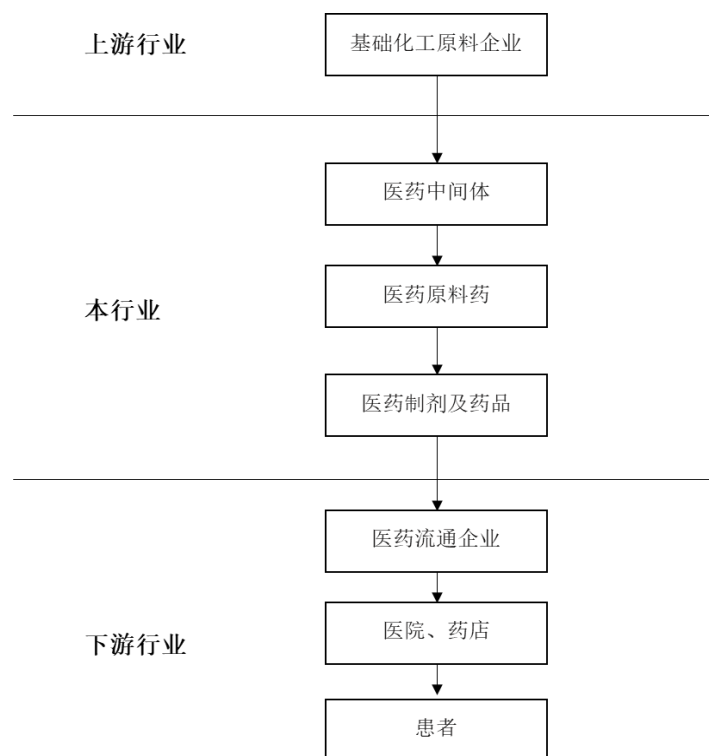 上游行业
基础化工原料企业
医药中间体
本行业
医药原料药
医药制剂及药品
医药流通企业
下游行业
医院、药店
患者